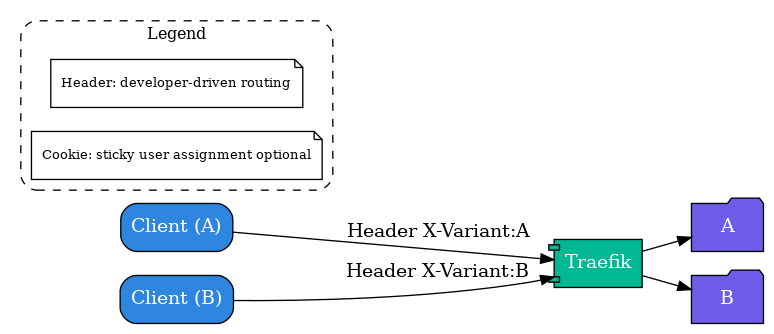 Legend
Header: developer-driven routing
Cookie: sticky user assignment optional
Client (A)
Header X-Variant:A
A
Traefik
Header X-Variant:B
Client (B)
B